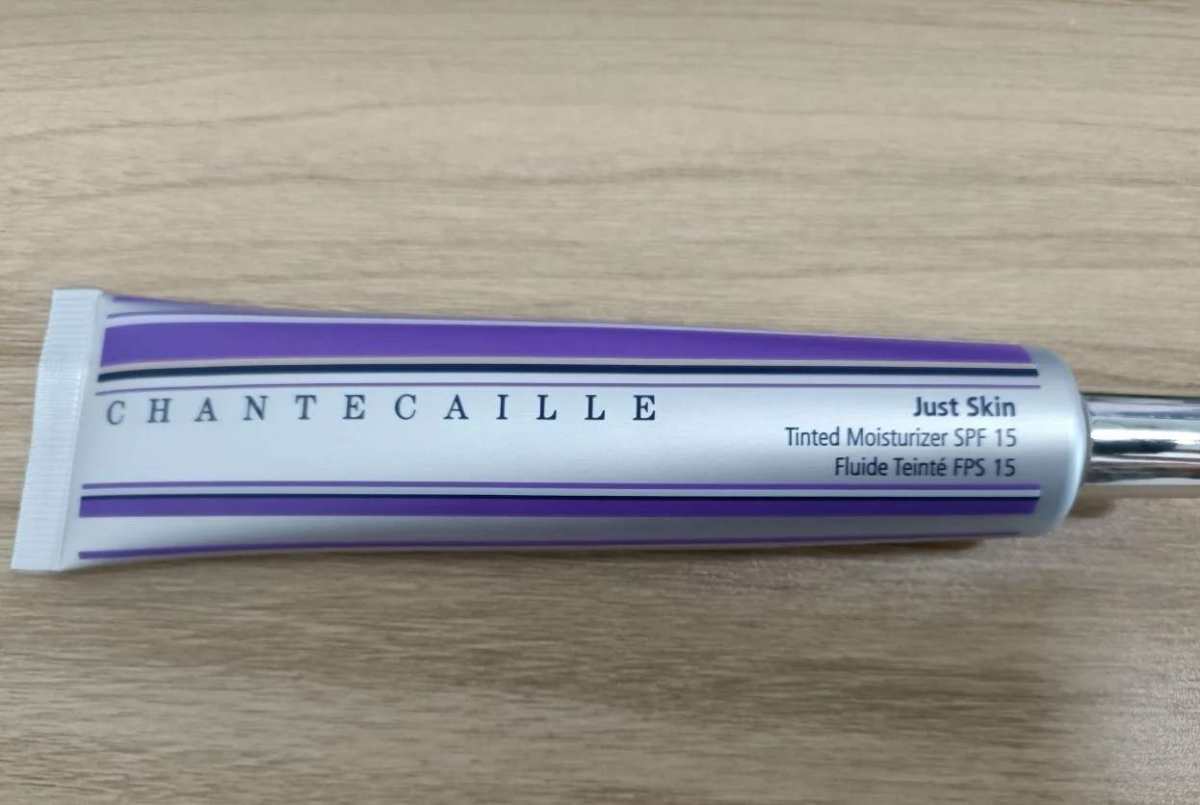 CHANTECAILLE
Just Skin
Tinted Moisturizer SPF 15
Fluide Teinté FPS 15